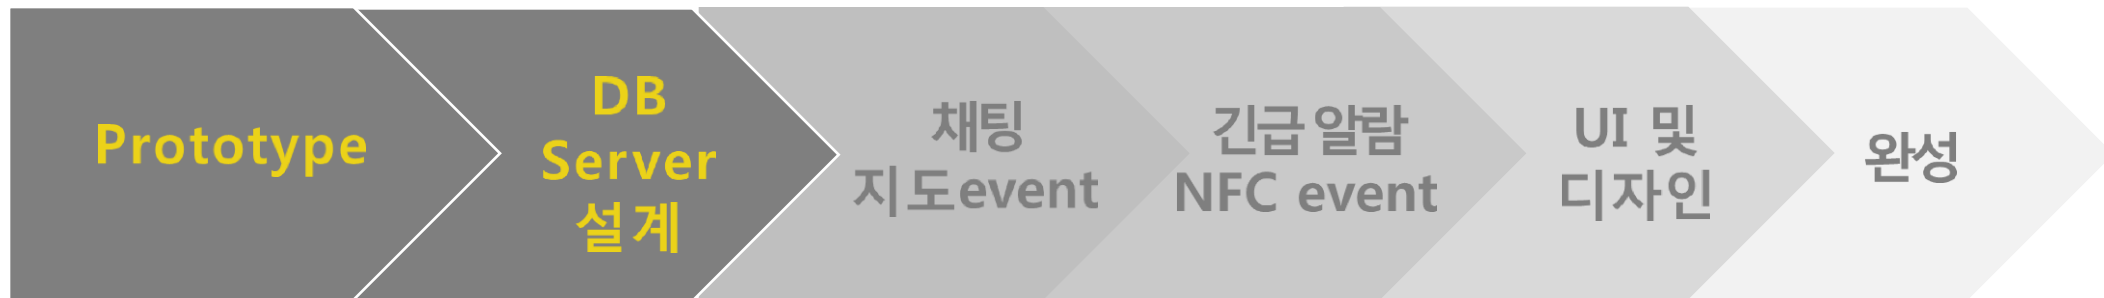 Prototype
DB
Server
설계
채팅
지도event
긴급알람
NFC event
UI 및
디자인
완성